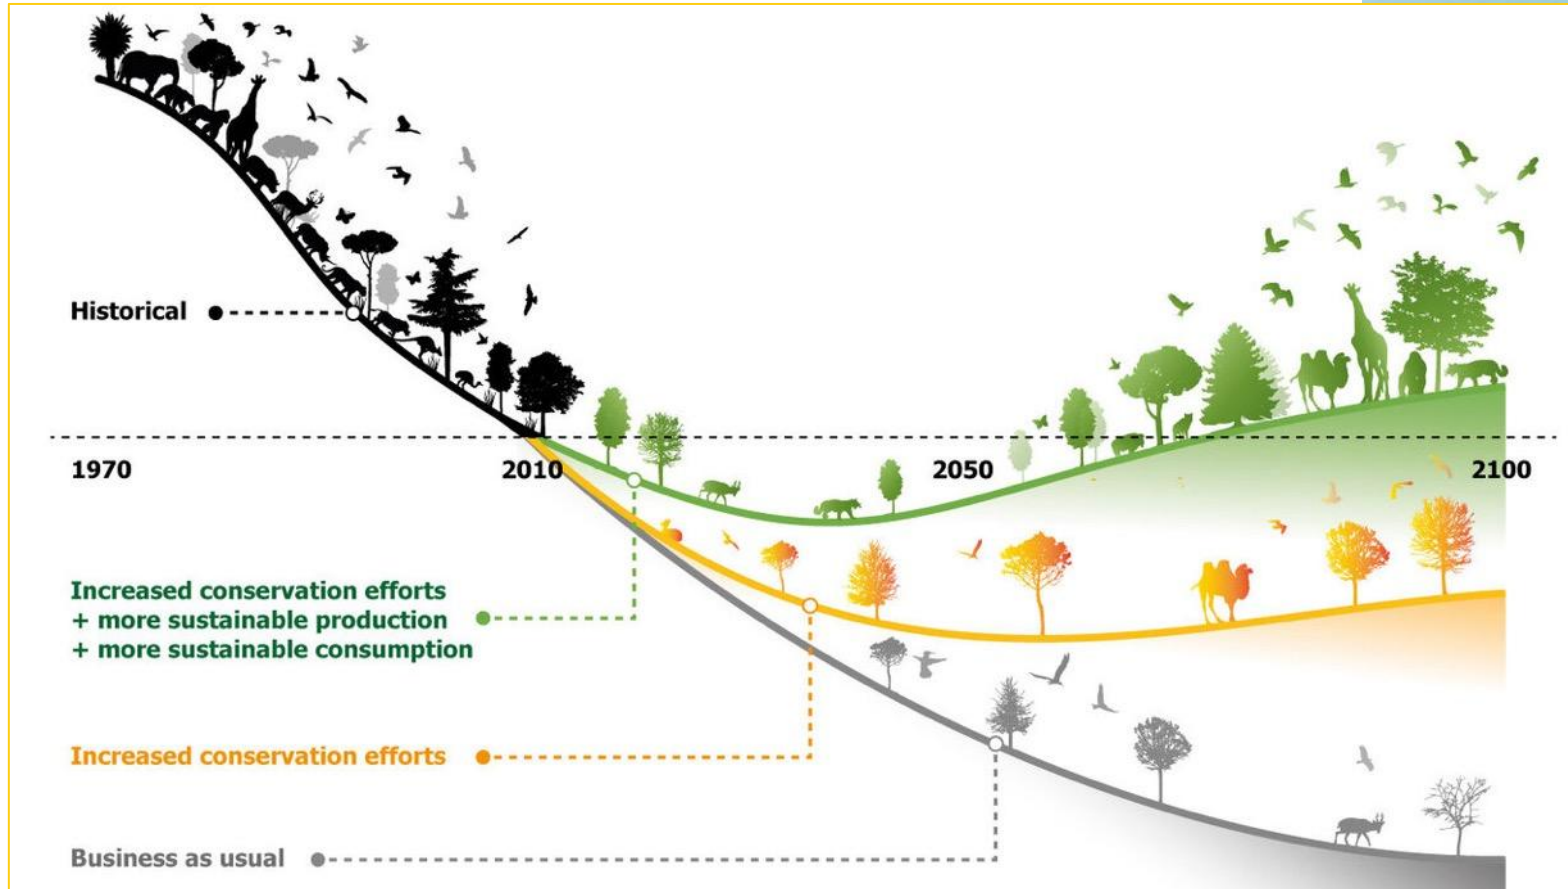 Historical
1970
2010
2050
2100
Increased conservation efforts
+ more sustainable production
+ more sustainable consumption
Increased conservation efforts
Business as usual